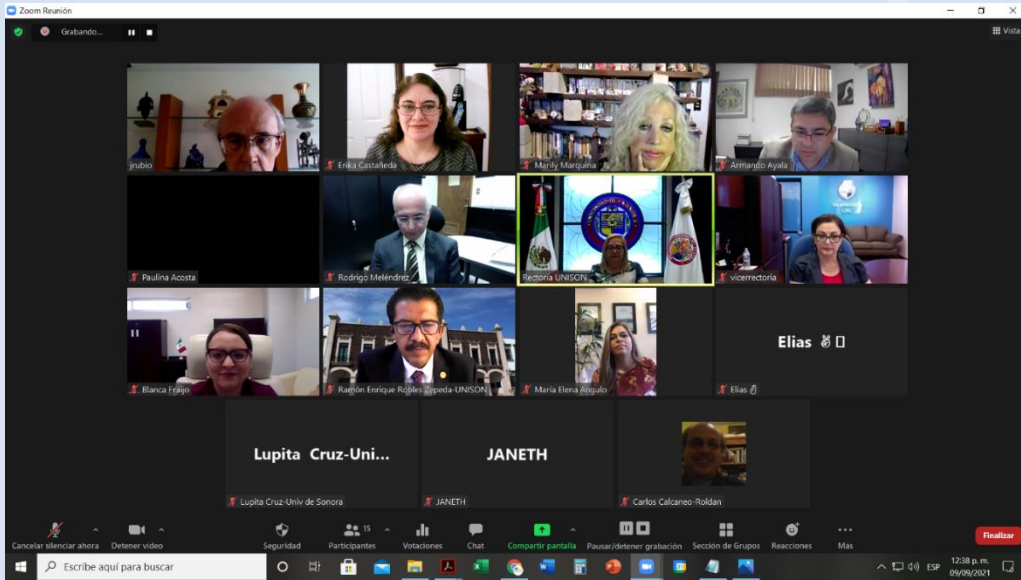 Zoom Reunión
Grabando...
Vista
jrubio
Erika Castañeda
Marily Marquina
Armando Ayala
Paulina Acosta
Rodrigo Meléndrez
Rectoría UNISON
vicerrectoria
Blanca Fraijo
Ramón Enrique Robles Zepeda-UNISON
María Elena Angulo
Elias
Elias
Lupita Cruz-Uni...
JANETH
Lupita Cruz-Univ de Sonora
JANETH
Carlos Calcaneo-Roldan
15
Cancelar silenciar ahora
Detener video
Seguridad
Participantes
Votaciones
Chat
Compartir pantalla
Pausar/detener grabación
Sección de Grupos
Reacciones
Más
Finalizar
Escribe aquí para buscar
ESP
12:38 p. m.
09/09/2021